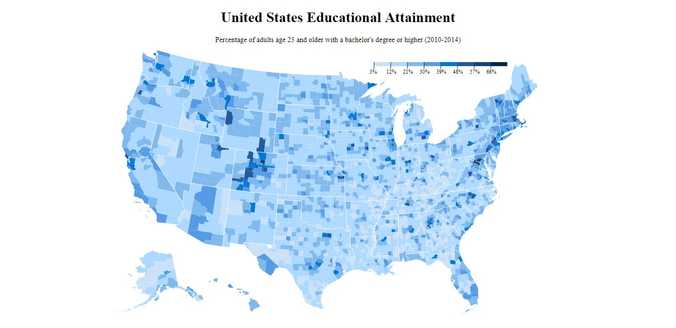 United States Educational Attainment
Percentage of adults age 25 and older with a bachelor's degree or higher (2010-2014)
3% 12% 21% 30% 39% 48% 57% 66%